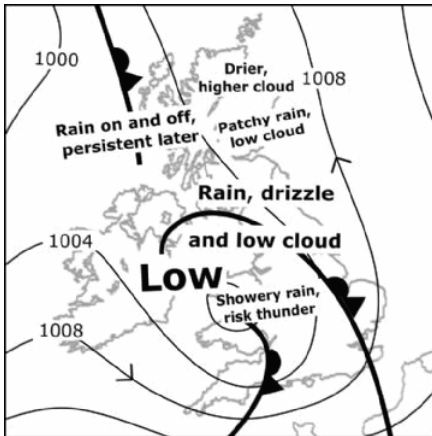 1000
Drier,
higher cloud
1008
Rain on and off,
persistent later
Patchy rain,
low cloud
Rain, drizzle
and low cloud
1004
Low
Showery rain,
risk thunder
1008